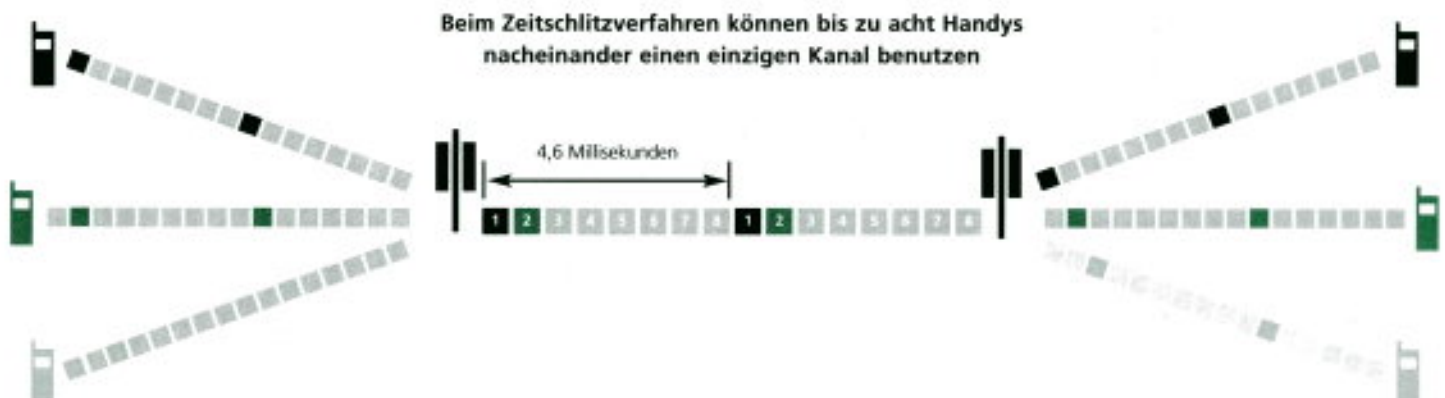 Beim Zeitschlitzverfahren können bis zu acht Handys
nacheinander einen einzigen Kanal benutzen
4,6 Millisekunden
1 2 3 4 5 6 7 8 1 2 3 4 5 6 7 8